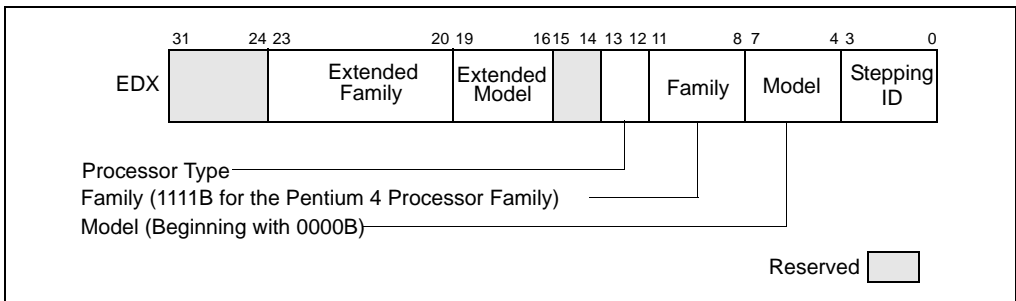 31 24 23 20 19 16 15 14 13 12 11 8 7 4 3 0
EDX Extended Family Extended Model Family Model Stepping ID
Processor Type
Family (1111B for the Pentium 4 Processor Family)
Model (Beginning with 0000B)
Reserved